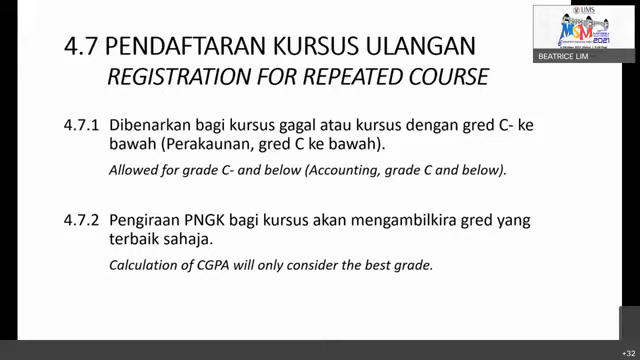 4.7 PENDAFTARAN KURSUS ULANGAN
REGISTRATION FOR REPEATED COURSE
4.7.1 Dibenarkan bagi kursus gagal atau kursus dengan gred C- ke
bawah (Perakaunan, gred C ke bawah).
Allowed for grade C- and below (Accounting, grade C and below).
4.7.2 Pengiraan PNGK bagi kursus akan mengambilkira gred yang
terbaik sahaja.
Calculation of CGPA will only consider the best grade.
UMS
MSM
2021
BEATRICE LIM
+32